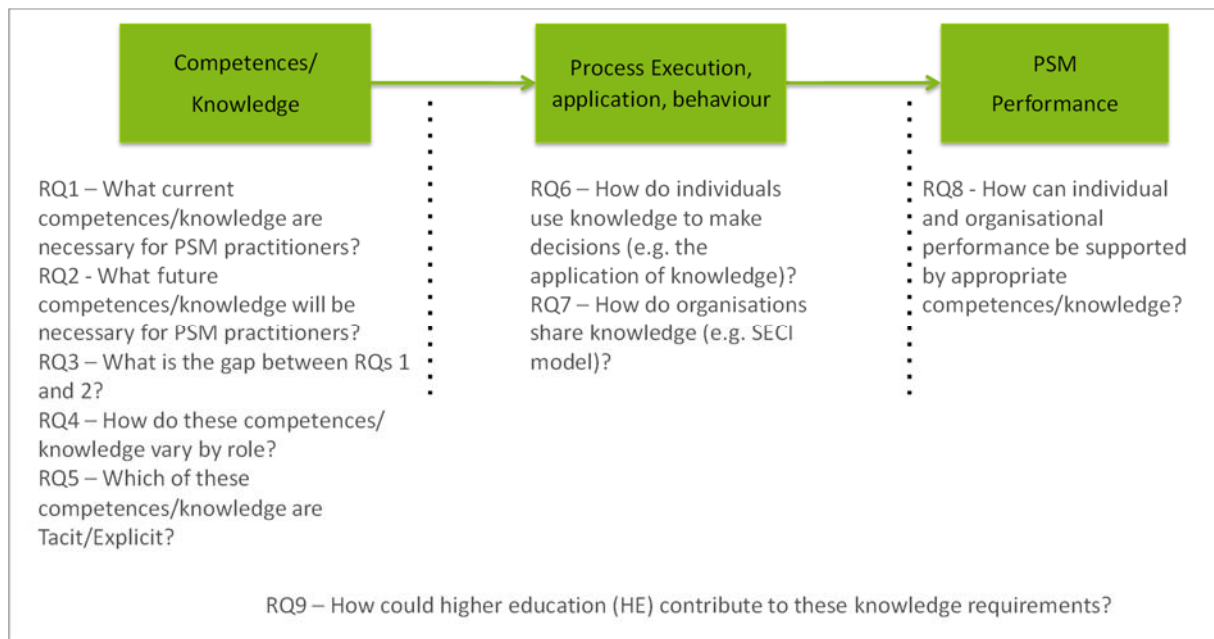 Competences/
Knowledge
Process Execution,
application, behaviour
PSM
Performance
RQ1 – What current
competences/knowledge are
necessary for PSM practitioners?
RQ2 - What future
competences/knowledge will be
necessary for PSM practitioners?
RQ3 – What is the gap between RQs 1
and 2?
RQ4 – How do these competences/
knowledge vary by role?
RQ5 – Which of these
competences/knowledge are
Tacit/Explicit?
RQ6 – How do individuals
use knowledge to make
decisions (e.g. the
application of knowledge)?
RQ7 – How do organisations
share knowledge (e.g. SECI
model)?
RQ8 - How can individual
and organisational
performance be supported
by appropriate
competences/knowledge?
RQ9 – How could higher education (HE) contribute to these knowledge requirements?